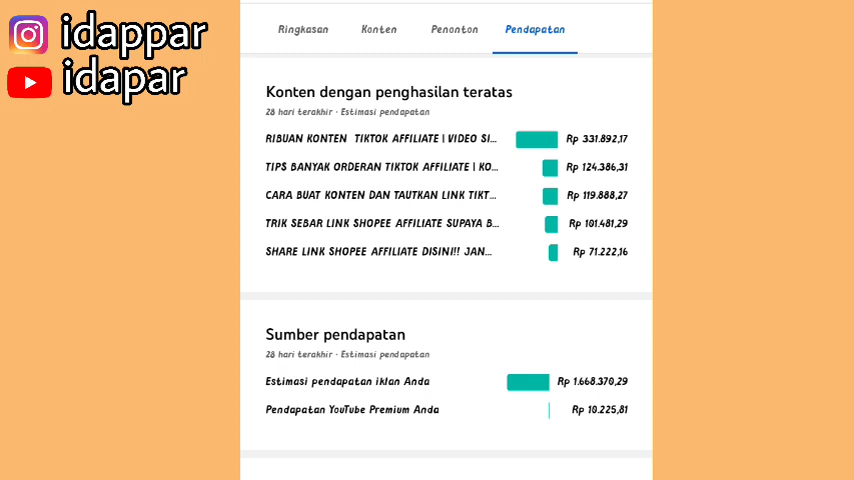 idappar
idapar
Ringkasan Konten Penonton Pendapatan
Konten dengan penghasilan teratas
28 hari terakhir · Estimasi pendapatan
RIBUAN KONTEN TIKTOK AFFILIATE | VIDEO SI... Rp 331.892,17
TIPS BANYAK ORDERAN TIKTOK AFFILIATE | KO... Rp 124.386,31
CARA BUAT KONTEN DAN TAUTKAN LINK TIKT... Rp 119.888,27
TRIK SEBAR LINK SHOPEE AFFILIATE SUPAYA B... Rp 101.481,29
SHARE LINK SHOPEE AFFILIATE DISINI!! JAN... Rp 71.222,16
Sumber pendapatan
28 hari terakhir · Estimasi pendapatan
Estimasi pendapatan iklan Anda Rp 1.668.370,29
Pendapatan YouTube Premium Anda Rp 10.225,81